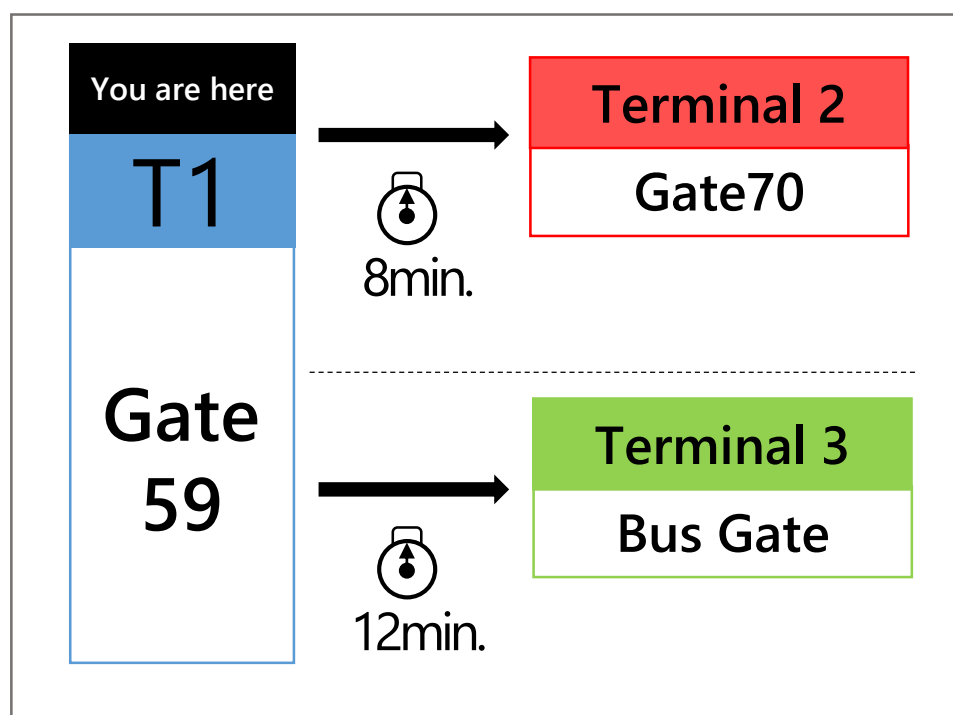 You are here
T1
Gate
59
8min.
Terminal 2
Gate70
12min.
Terminal 3
Bus Gate